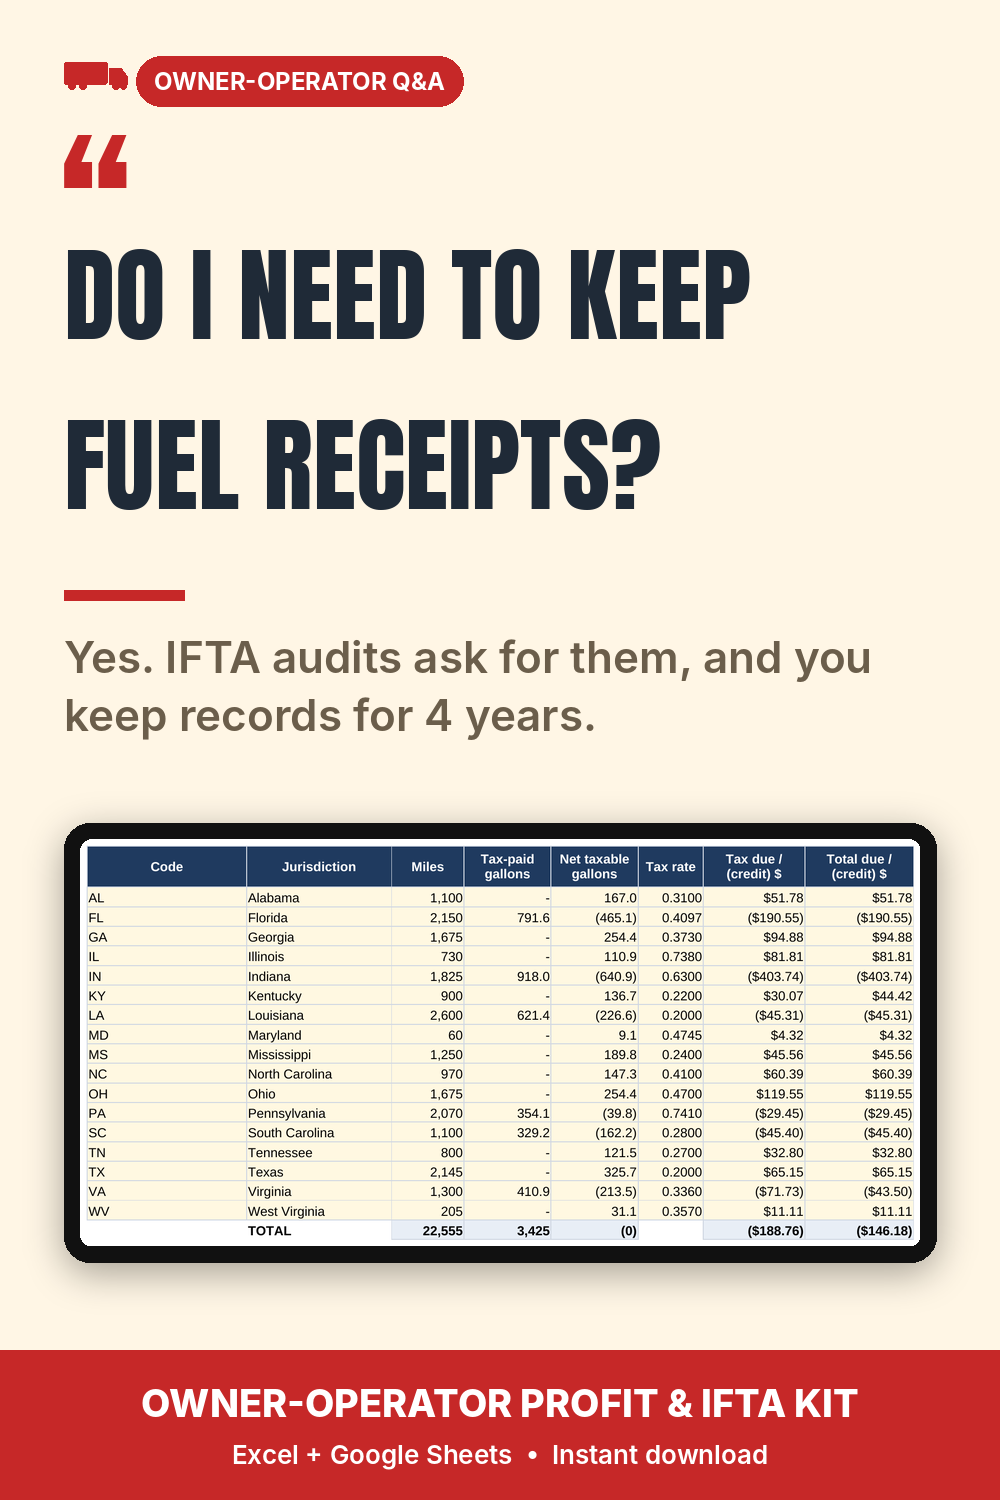 OWNER-OPERATOR Q&A
“
DO I NEED TO KEEP
FUEL RECEIPTS?
Yes. IFTA audits ask for them, and you
keep records for 4 years.
Code Jurisdiction Miles Tax-paid gallons Net taxable gallons Tax rate Tax due / (credit) $ Total due / (credit) $
AL Alabama 1,100 - 167.0 0.3100 $51.78 $51.78
FL Florida 2,150 791.6 (465.1) 0.4097 ($190.55) ($190.55)
GA Georgia 1,675 - 254.4 0.3730 $94.88 $94.88
IL Illinois 730 - 110.9 0.7380 $81.81 $81.81
IN Indiana 1,825 918.0 (640.9) 0.6300 ($403.74) ($403.74)
KY Kentucky 900 - 136.7 0.2200 $30.07 $44.42
LA Louisiana 2,600 621.4 (226.6) 0.2000 ($45.31) ($45.31)
MD Maryland 60 - 9.1 0.4745 $4.32 $4.32
MS Mississippi 1,250 - 189.8 0.2400 $45.56 $45.56
NC North Carolina 970 - 147.3 0.4100 $60.39 $60.39
OH Ohio 1,675 - 254.4 0.4700 $119.55 $119.55
PA Pennsylvania 2,070 354.1 (39.8) 0.7410 ($29.45) ($29.45)
SC South Carolina 1,100 329.2 (162.2) 0.2800 ($45.40) ($45.40)
TN Tennessee 800 - 121.5 0.2700 $32.80 $32.80
TX Texas 2,145 - 325.7 0.2000 $65.15 $65.15
VA Virginia 1,300 410.9 (213.5) 0.3360 ($71.73) ($43.50)
WV West Virginia 205 - 31.1 0.3570 $11.11 $11.11
TOTAL 22,555 3,425 (0) ($188.76) ($146.18)
OWNER-OPERATOR PROFIT & IFTA KIT
Excel + Google Sheets • Instant download